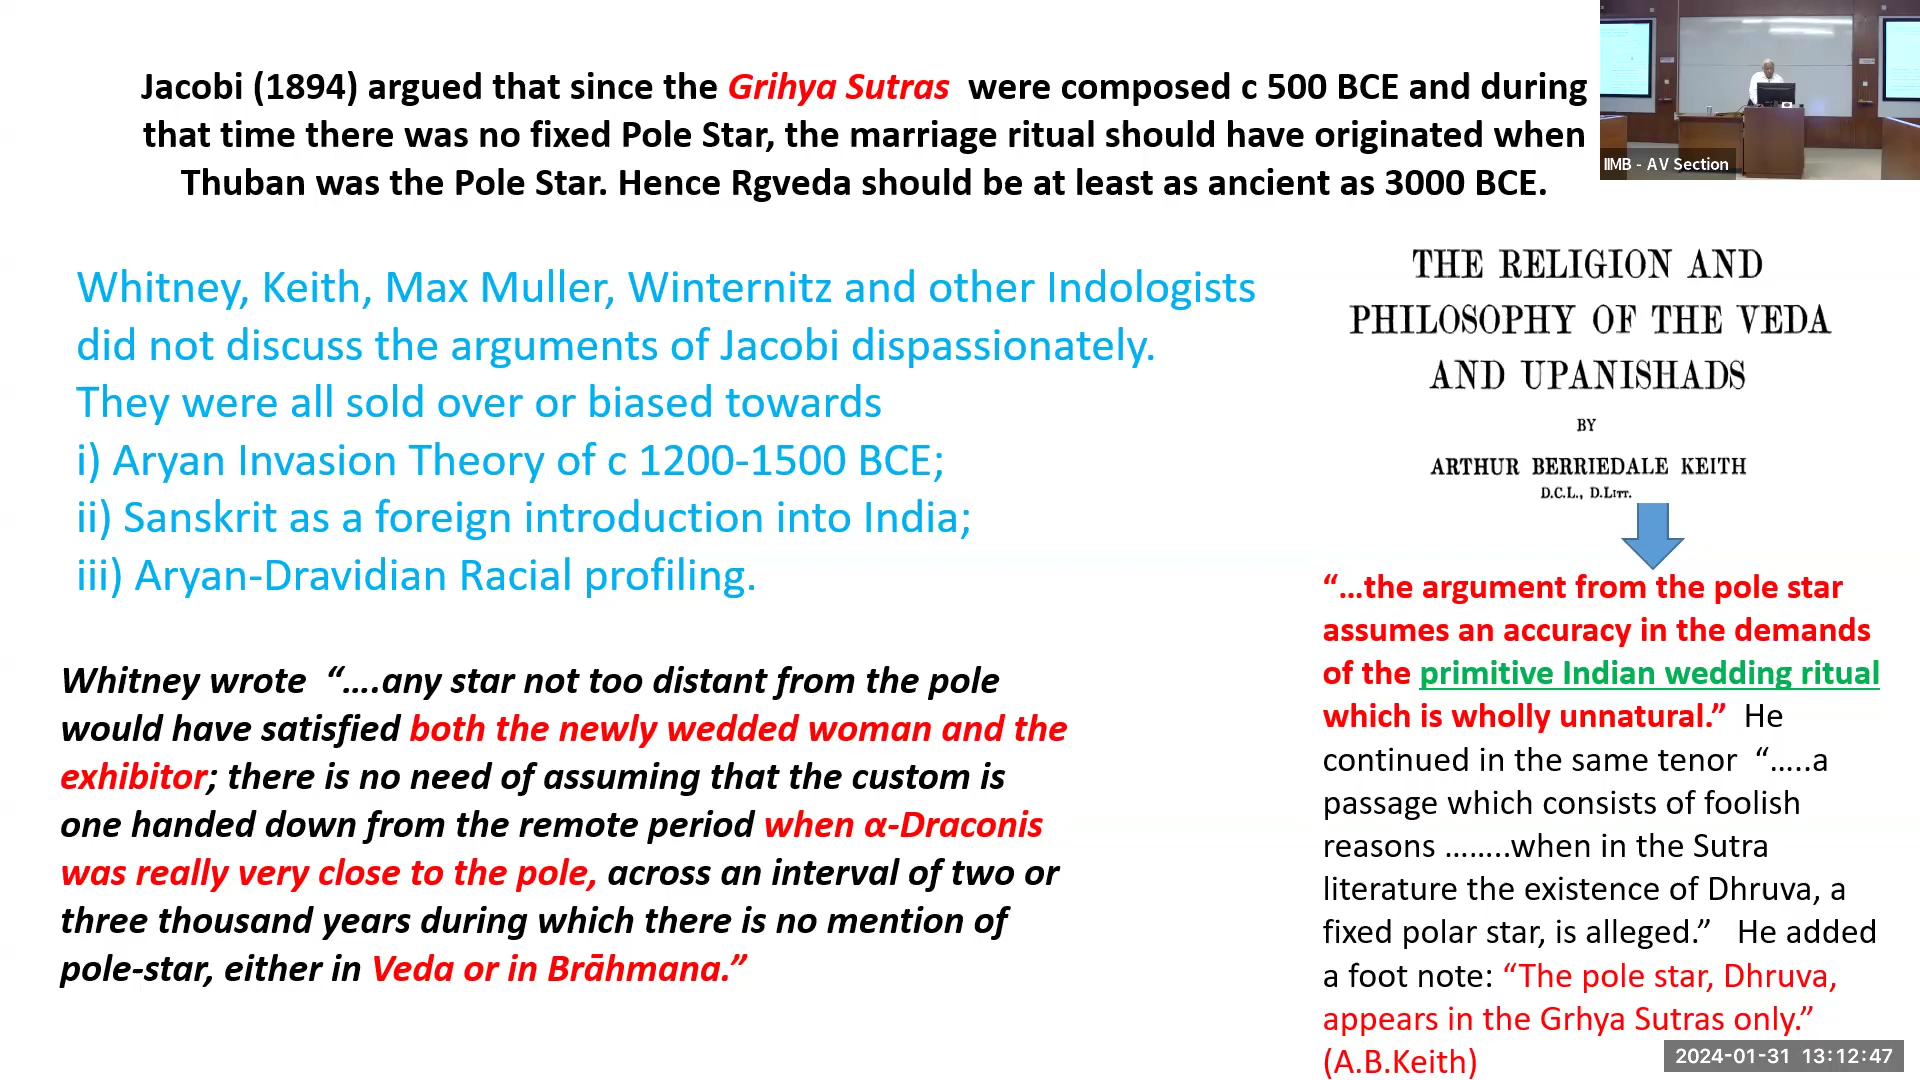 Jacobi (1894) argued that since the Grihya Sutras were composed c 500 BCE and during
that time there was no fixed Pole Star, the marriage ritual should have originated when
Thuban was the Pole Star. Hence Rgveda should be at least as ancient as 3000 BCE.
IIMB - AV Section
Whitney, Keith, Max Muller, Winternitz and other Indologists
did not discuss the arguments of Jacobi dispassionately.
They were all sold over or biased towards
i) Aryan Invasion Theory of c 1200-1500 BCE;
ii) Sanskrit as a foreign introduction into India;
iii) Aryan-Dravidian Racial profiling.
Whitney wrote “....any star not too distant from the pole
would have satisfied both the newly wedded woman and the
exhibitor; there is no need of assuming that the custom is
one handed down from the remote period when α-Draconis
was really very close to the pole, across an interval of two or
three thousand years during which there is no mention of
pole-star, either in Veda or in Brāhmana.”
THE RELIGION AND
PHILOSOPHY OF THE VEDA
AND UPANISHADS
BY
ARTHUR BERRIEDALE KEITH
D.C.L., D.LITT.
“...the argument from the pole star
assumes an accuracy in the demands
of the primitive Indian wedding ritual
which is wholly unnatural.” He
continued in the same tenor “.....a
passage which consists of foolish
reasons ........when in the Sutra
literature the existence of Dhruva, a
fixed polar star, is alleged.” He added
a foot note: “The pole star, Dhruva,
appears in the Grhya Sutras only.”
(A.B.Keith)
2024-01-31 13:12:47